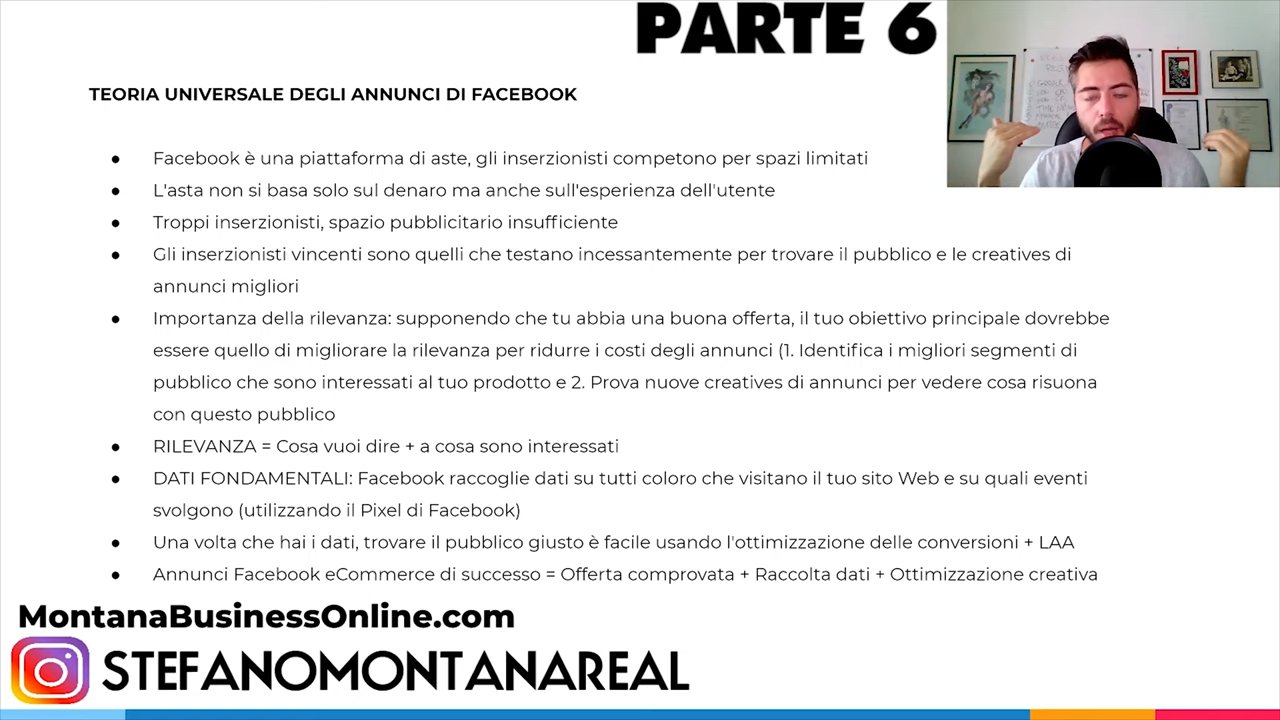 PARTE 6
TEORIA UNIVERSALE DEGLI ANNUNCI DI FACEBOOK
● Facebook è una piattaforma di aste, gli inserzionisti competono per spazi limitati
● L'asta non si basa solo sul denaro ma anche sull'esperienza dell'utente
● Troppi inserzionisti, spazio pubblicitario insufficiente
● Gli inserzionisti vincenti sono quelli che testano incessantemente per trovare il pubblico e le creatives di
annunci migliori
● Importanza della rilevanza: supponendo che tu abbia una buona offerta, il tuo obiettivo principale dovrebbe
essere quello di migliorare la rilevanza per ridurre i costi degli annunci (1. Identifica i migliori segmenti di
pubblico che sono interessati al tuo prodotto e 2. Prova nuove creatives di annunci per vedere cosa risuona
con questo pubblico
● RILEVANZA = Cosa vuoi dire + a cosa sono interessati
● DATI FONDAMENTALI: Facebook raccoglie dati su tutti coloro che visitano il tuo sito Web e su quali eventi
svolgono (utilizzando il Pixel di Facebook)
● Una volta che hai i dati, trovare il pubblico giusto è facile usando l'ottimizzazione delle conversioni + LAA
● Annunci Facebook eCommerce di successo = Offerta comprovata + Raccolta dati + Ottimizzazione creativa
MontanaBusinessOnline.com
STEFANOMONTANAREAL